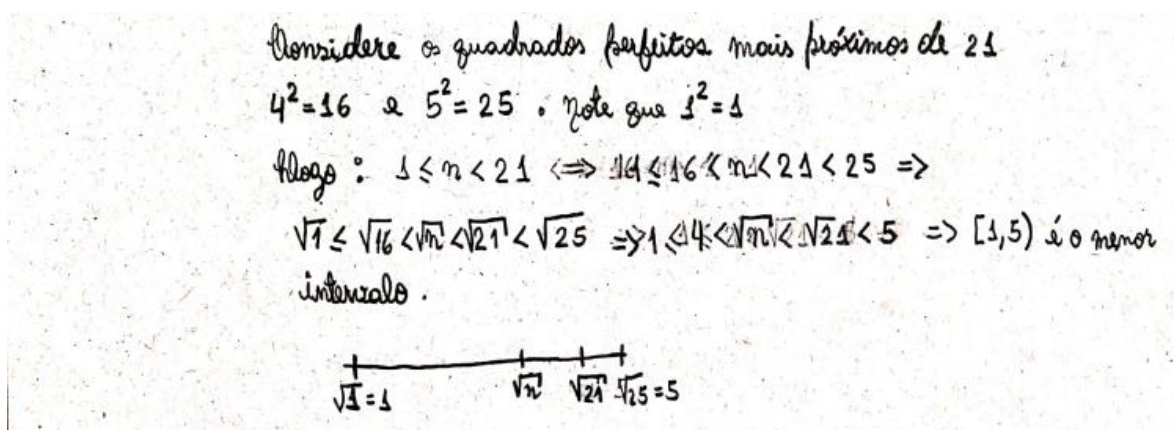 Considere os quadrados perfeitos mais próximos de 21
4² = 16 e 5² = 25 . Note que 1² = 1
Logo : 1 ≤ n < 21 <=> 1 ≤ 16 < n < 21 < 25 =>
√1 ≤ √16 < √n < √21 < √25 => 1 ≤ 4 < √n < √21 < 5 => [1,5) é o menor
intervalo .
√1 = 1 √n √21 √25 = 5